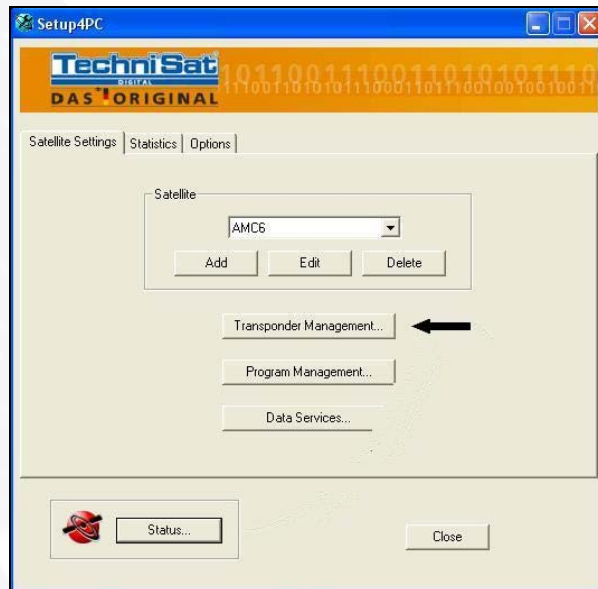 Setup4PC
TechniSat
DIGITAL
DAS ORIGINAL
Satellite Settings Statistics Options
Satellite
AMC6
Add Edit Delete
Transponder Management...
Program Management...
Data Services...
Status...
Close